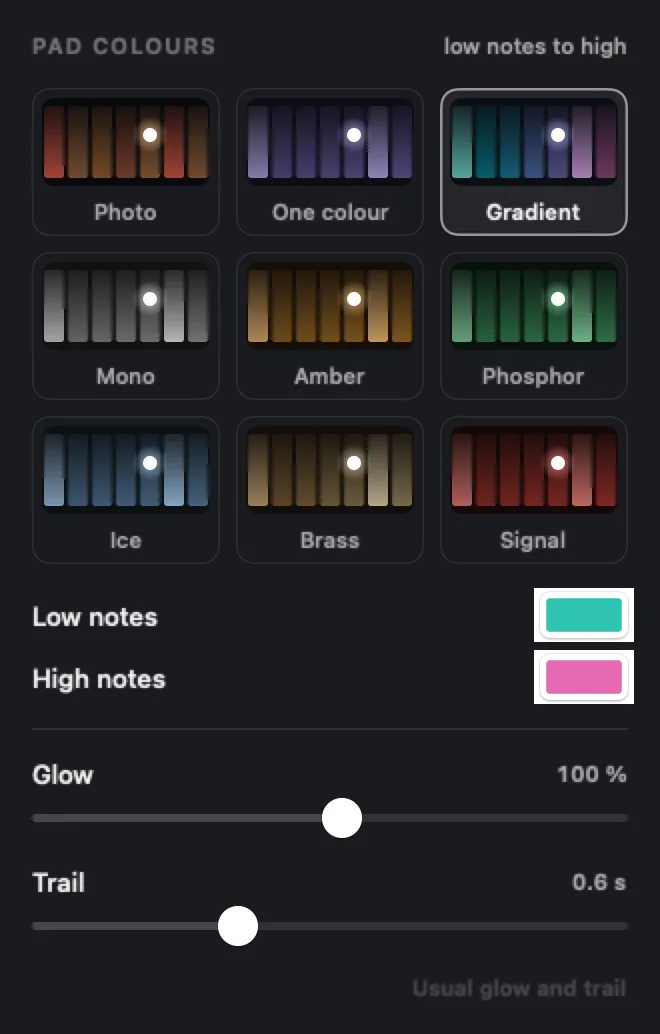 PAD COLOURS low notes to high
Photo One colour Gradient
Mono Amber Phosphor
Ice Brass Signal
Low notes
High notes
Glow 100 %
Trail 0.6 s
Usual glow and trail